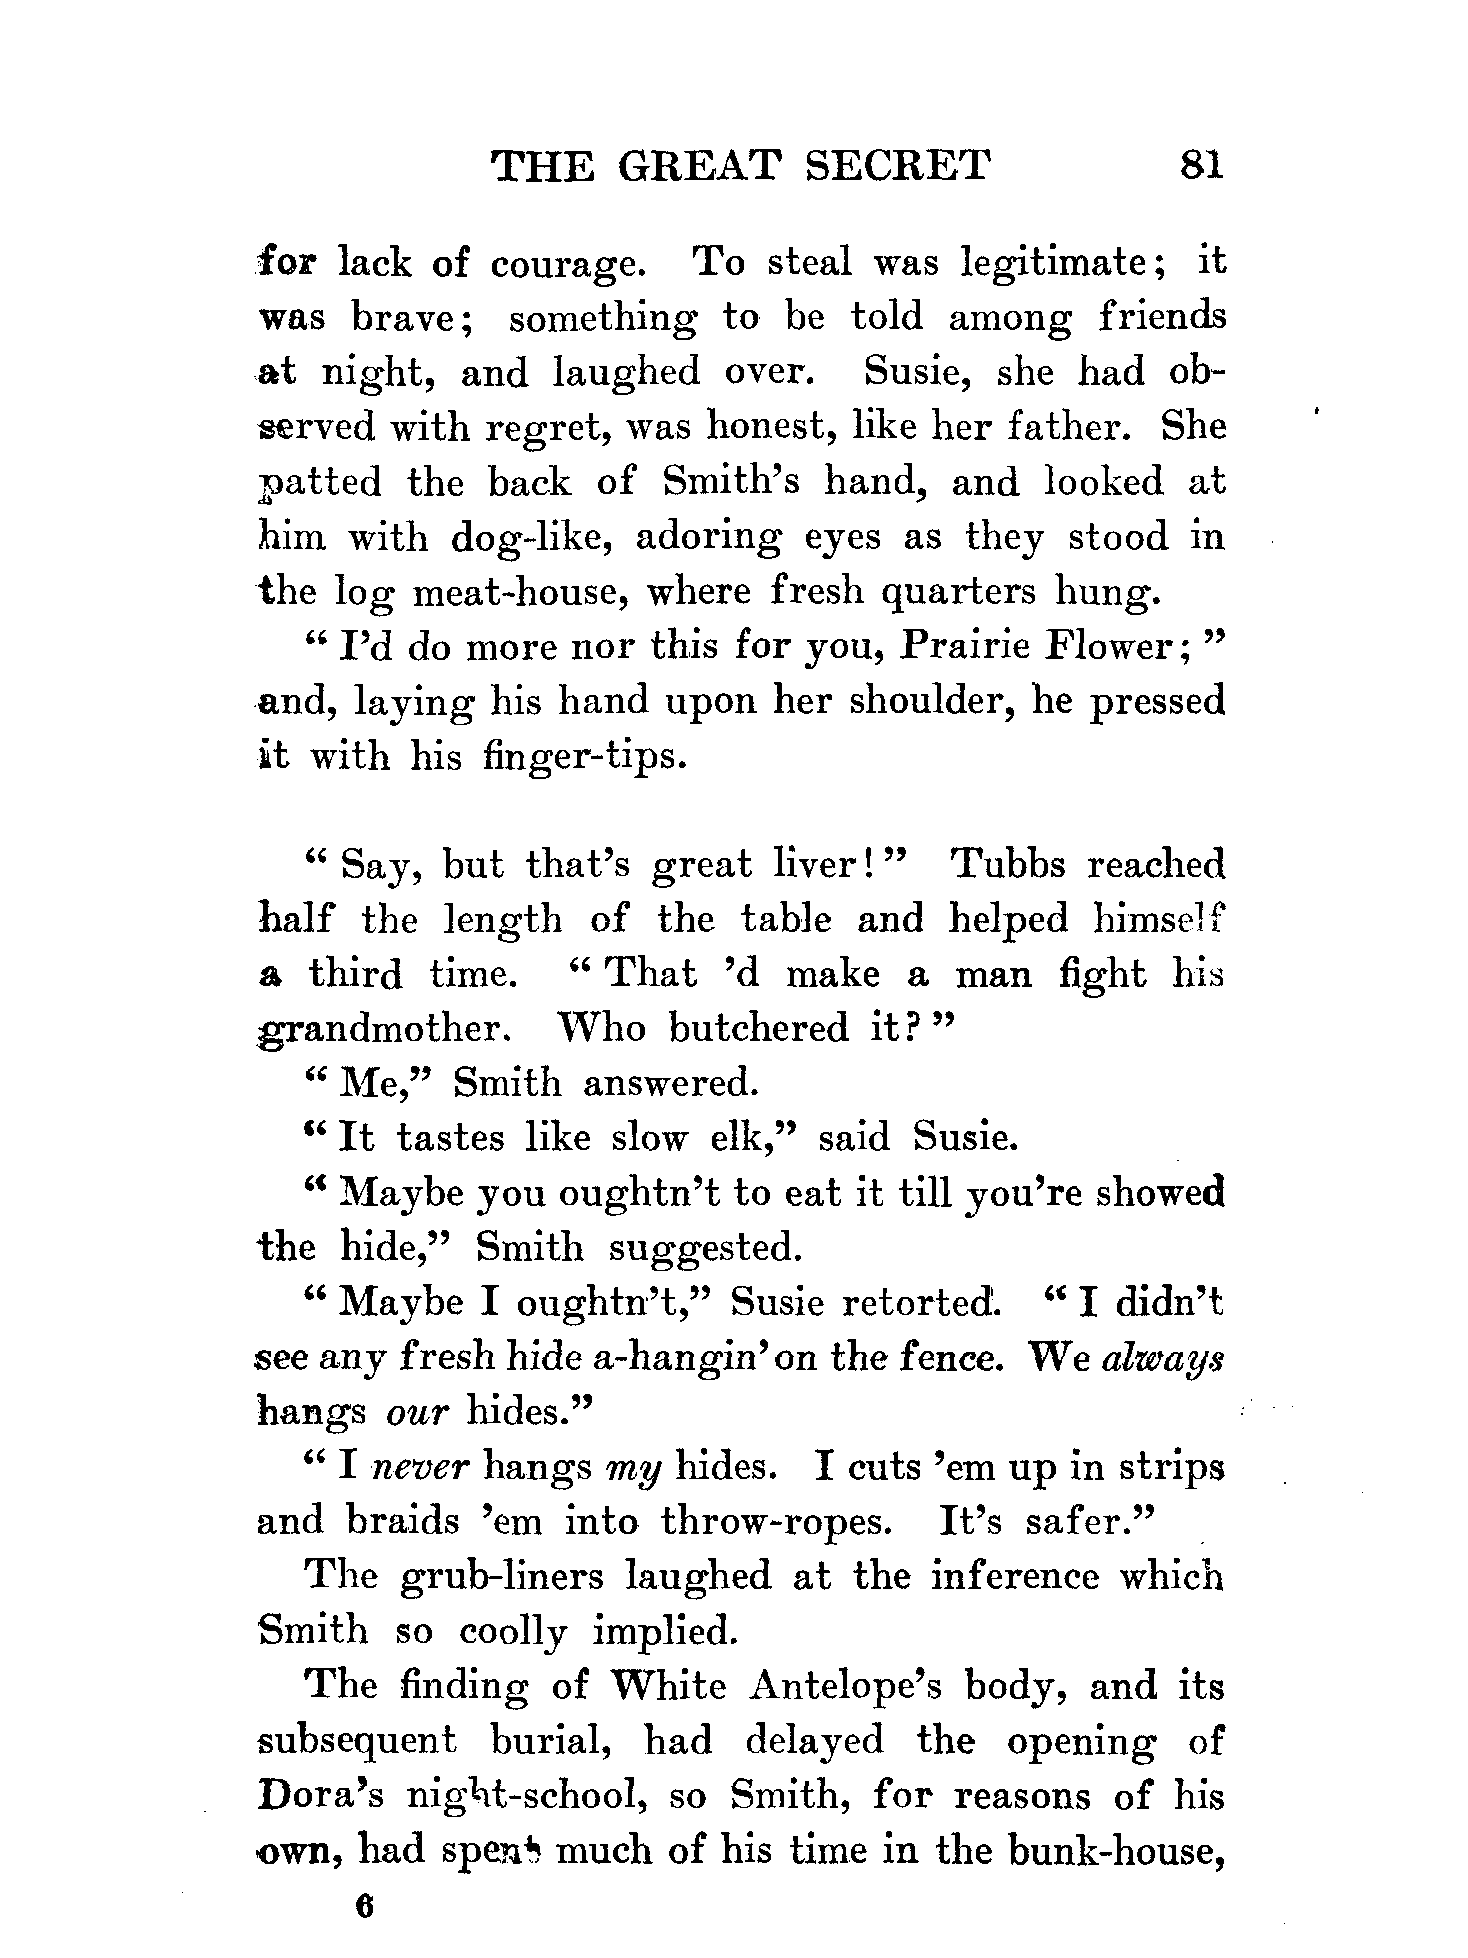 THE GREAT SECRET 81
for lack of courage. To steal was legitimate; it
was brave; something to be told among friends
at night, and laughed over. Susie, she had ob-
served with regret, was honest, like her father. She
patted the back of Smith's hand, and looked at
him with dog-like, adoring eyes as they stood in
the log meat-house, where fresh quarters hung.
“ I'd do more nor this for you, Prairie Flower; ”
and, laying his hand upon her shoulder, he pressed
it with his finger-tips.
“ Say, but that's great liver! ” Tubbs reached
half the length of the table and helped himself
a third time. “ That 'd make a man fight his
grandmother. Who butchered it? ”
“ Me,” Smith answered.
“ It tastes like slow elk,” said Susie.
“ Maybe you oughtn't to eat it till you're showed
the hide,” Smith suggested.
“ Maybe I oughtn't,” Susie retorted. “ I didn't
see any fresh hide a-hangin' on the fence. We always
hangs our hides.”
“ I never hangs my hides. I cuts 'em up in strips
and braids 'em into throw-ropes. It's safer.”
The grub-liners laughed at the inference which
Smith so coolly implied.
The finding of White Antelope's body, and its
subsequent burial, had delayed the opening of
Dora's night-school, so Smith, for reasons of his
own, had spent much of his time in the bunk-house,
6